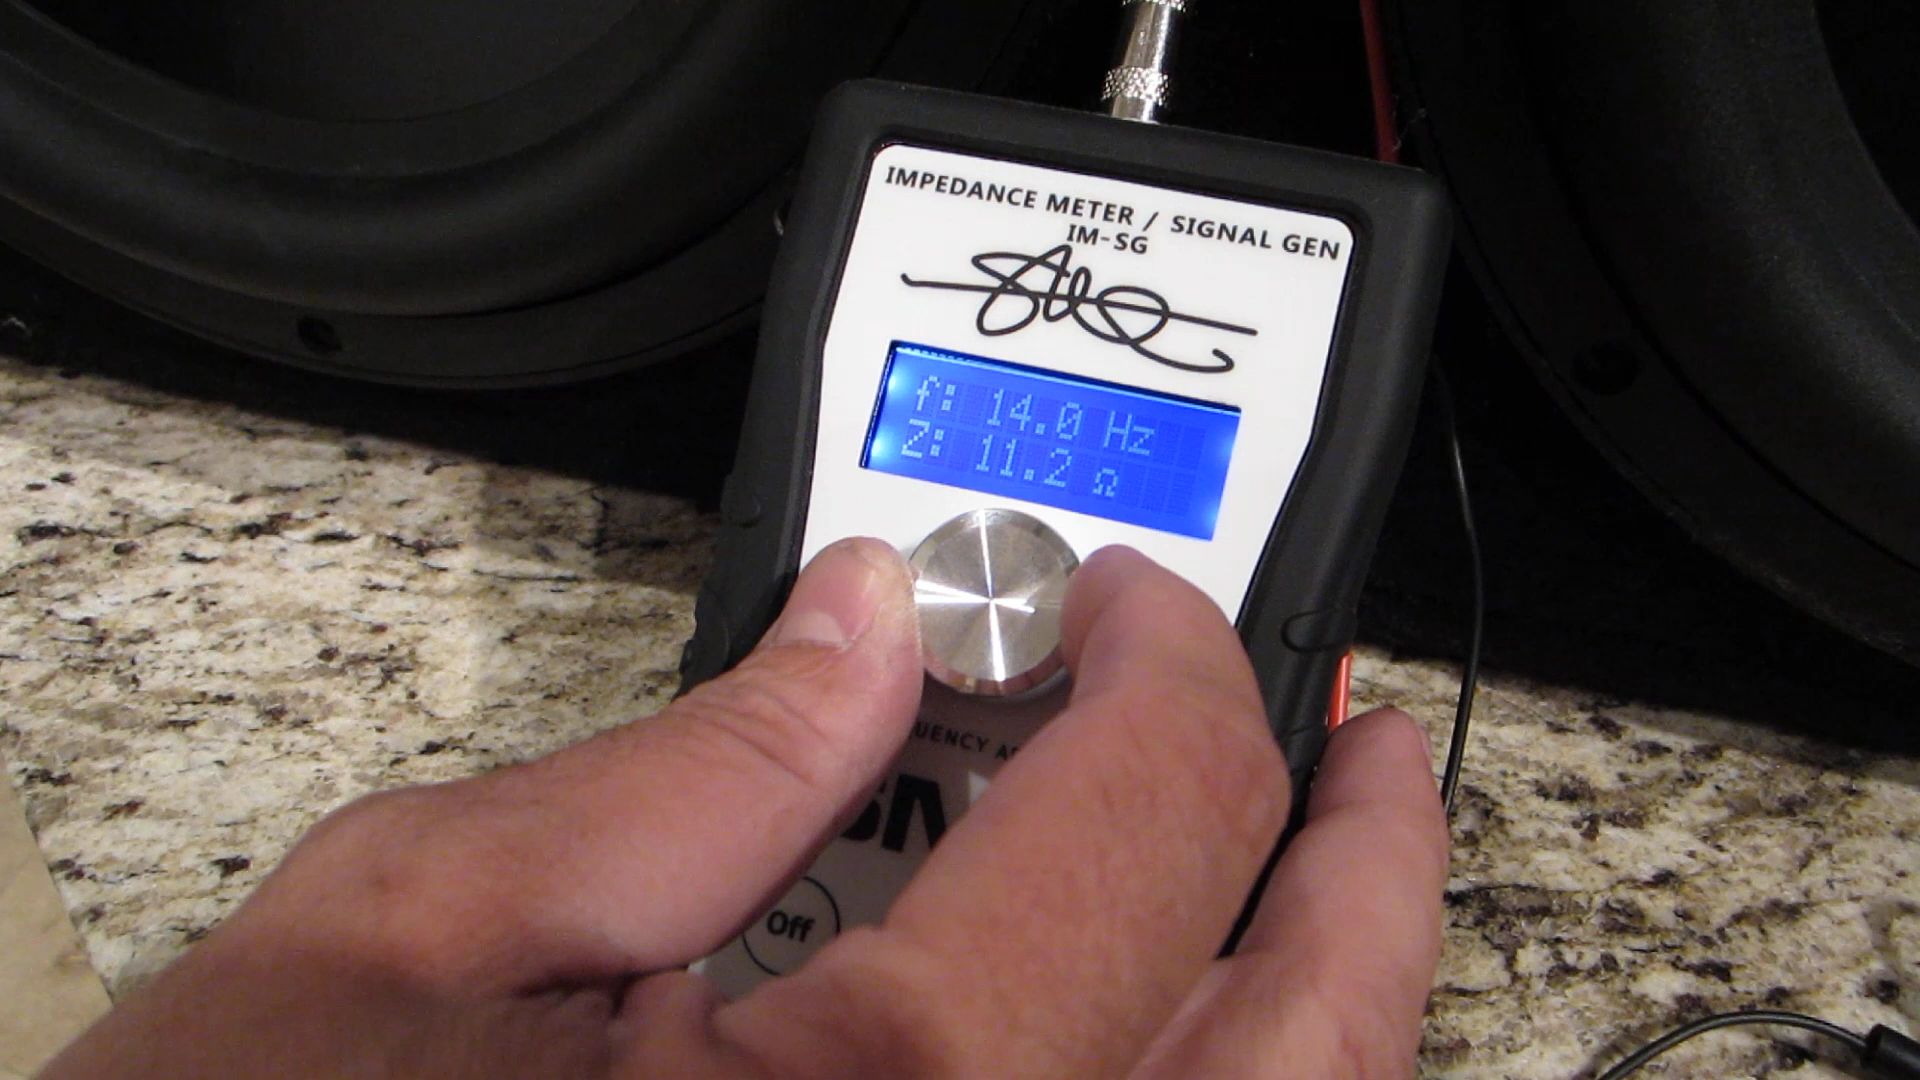 IMPEDANCE METER / SIGNAL GEN
IM-SG
f: 14.0 Hz
Z: 11.2 Ω
Off